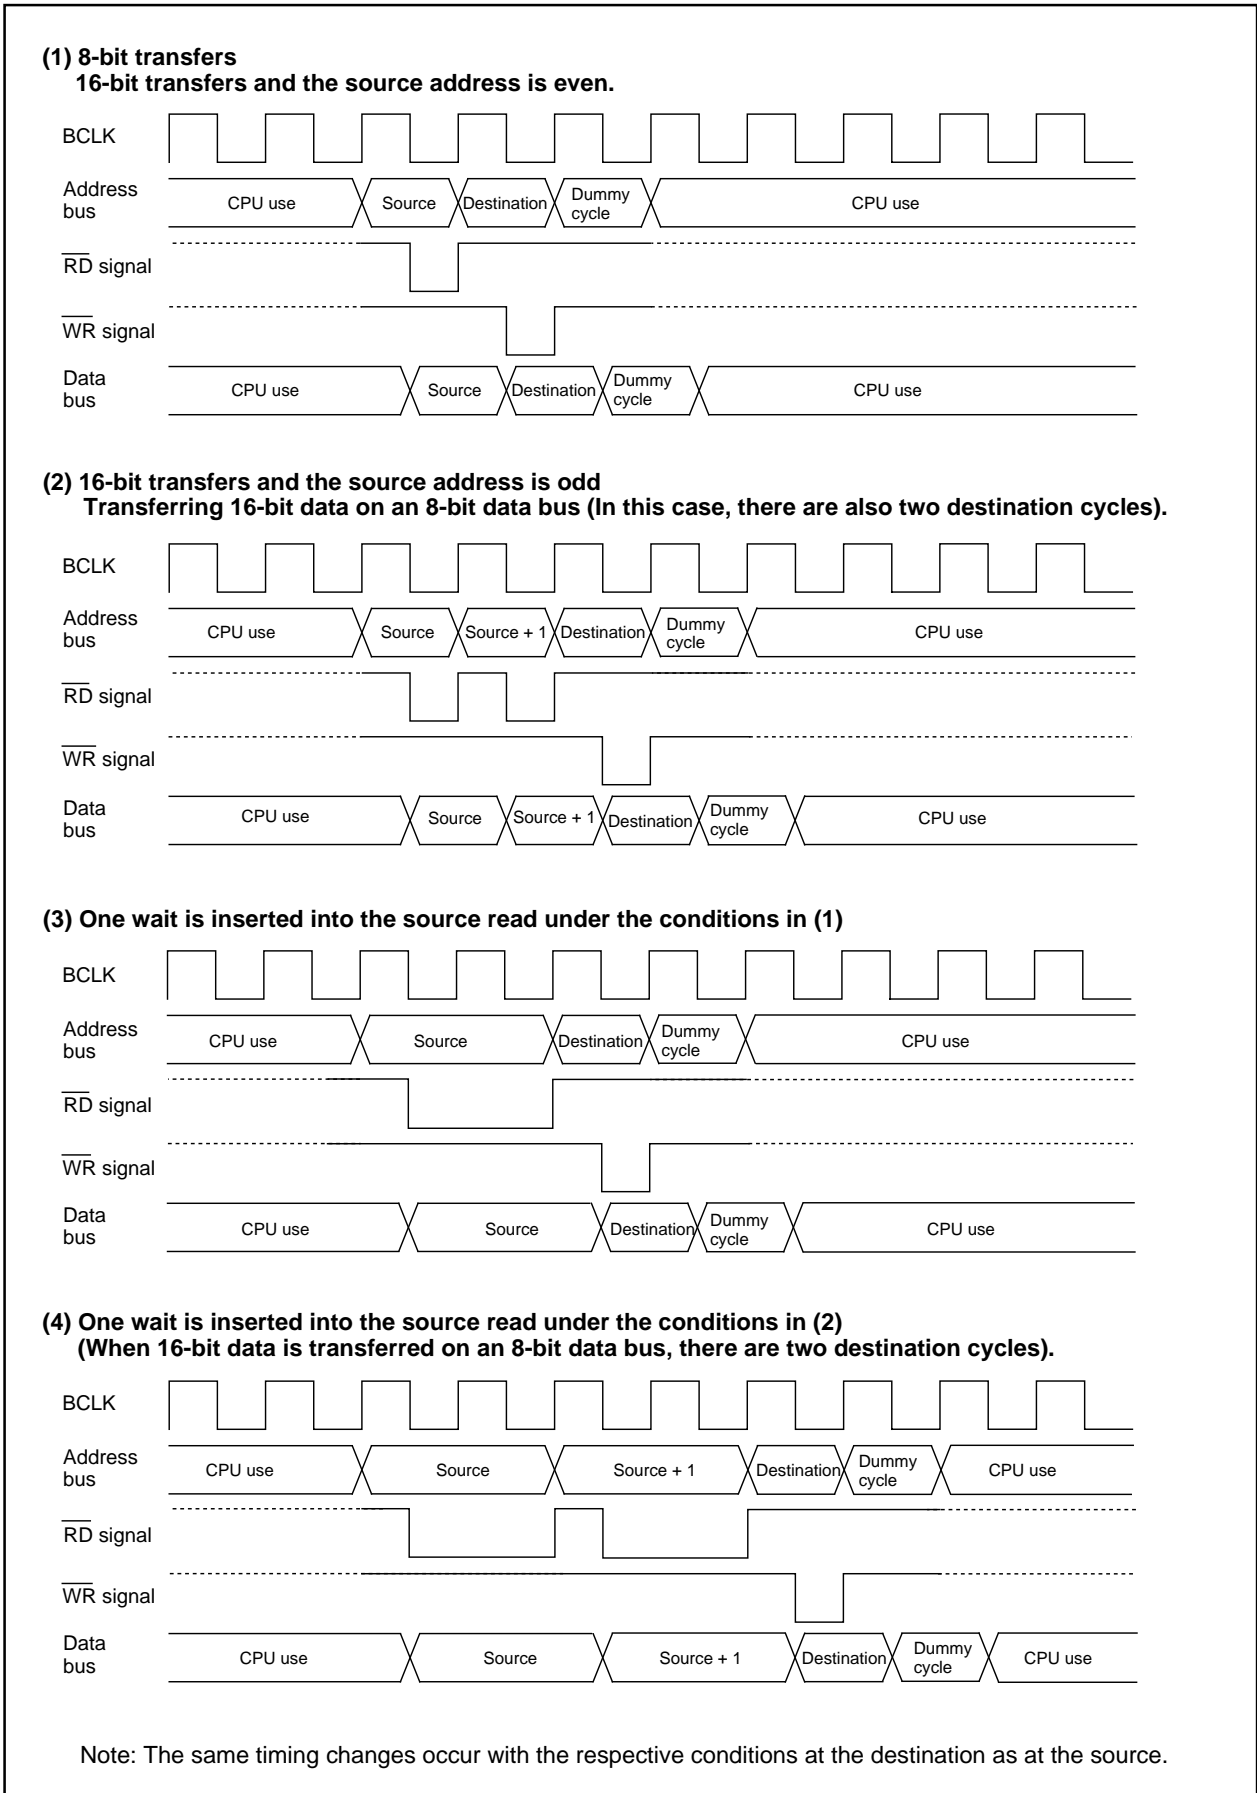 (1) 8-bit transfers
16-bit transfers and the source address is even.
BCLK
Address
bus
CPU use
Source
Destination
Dummy
cycle
CPU use
RD signal
WR signal
Data
bus
CPU use
Source
Destination
Dummy
cycle
CPU use
(2) 16-bit transfers and the source address is odd
Transferring 16-bit data on an 8-bit data bus (In this case, there are also two destination cycles).
BCLK
Address
bus
CPU use
Source
Source + 1
Destination
Dummy
cycle
CPU use
RD signal
WR signal
Data
bus
CPU use
Source
Source + 1
Destination
Dummy
cycle
CPU use
(3) One wait is inserted into the source read under the conditions in (1)
BCLK
Address
bus
CPU use
Source
Destination
Dummy
cycle
CPU use
RD signal
WR signal
Data
bus
CPU use
Source
Destination
Dummy
cycle
CPU use
(4) One wait is inserted into the source read under the conditions in (2)
(When 16-bit data is transferred on an 8-bit data bus, there are two destination cycles).
BCLK
Address
bus
CPU use
Source
Source + 1
Destination
Dummy
cycle
CPU use
RD signal
WR signal
Data
bus
CPU use
Source
Source + 1
Destination
Dummy
cycle
CPU use
Note: The same timing changes occur with the respective conditions at the destination as at the source.